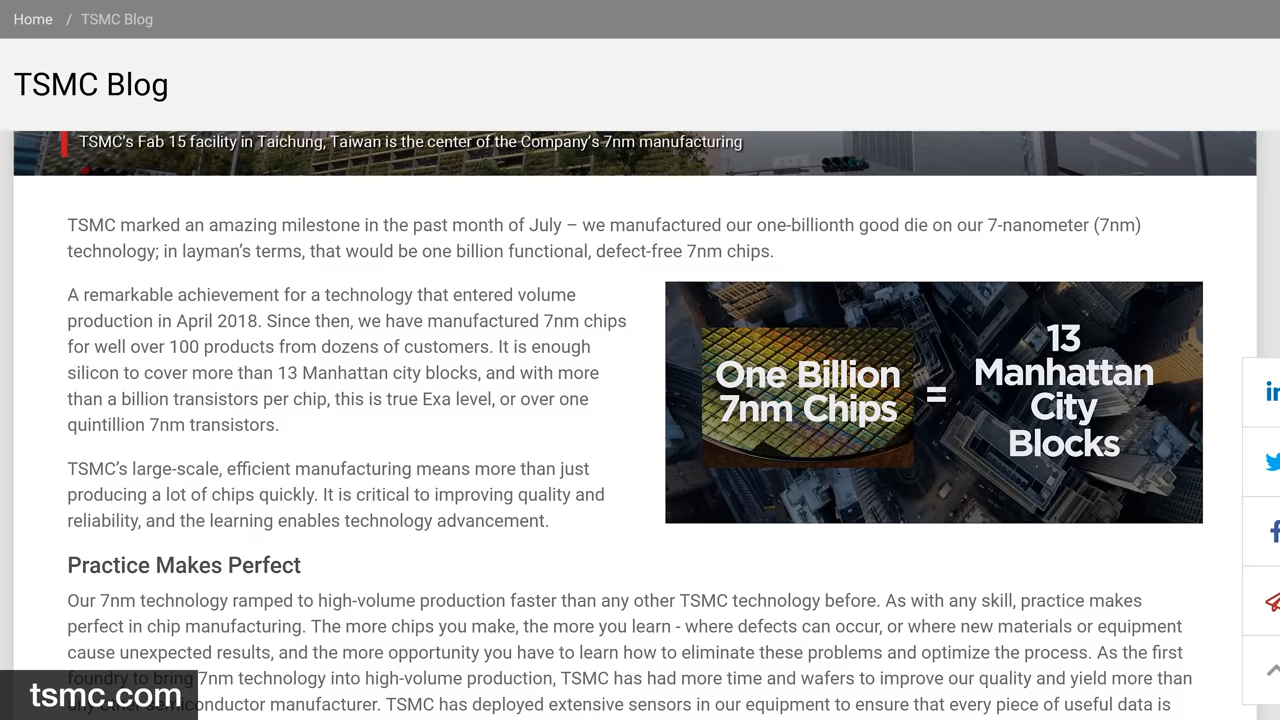 Home / TSMC Blog
TSMC Blog
TSMC’s Fab 15 facility in Taichung, Taiwan is the center of the Company’s 7nm manufacturing
TSMC marked an amazing milestone in the past month of July – we manufactured our one-billionth good die on our 7-nanometer (7nm)
technology; in layman’s terms, that would be one billion functional, defect-free 7nm chips.
A remarkable achievement for a technology that entered volume
production in April 2018. Since then, we have manufactured 7nm chips
for well over 100 products from dozens of customers. It is enough
silicon to cover more than 13 Manhattan city blocks, and with more
than a billion transistors per chip, this is true Exa level, or over one
quintillion 7nm transistors.
One Billion
7nm Chips
=
13
Manhattan
City
Blocks
TSMC’s large-scale, efficient manufacturing means more than just
producing a lot of chips quickly. It is critical to improving quality and
reliability, and the learning enables technology advancement.
Practice Makes Perfect
Our 7nm technology ramped to high-volume production faster than any other TSMC technology before. As with any skill, practice makes
perfect in chip manufacturing. The more chips you make, the more you learn - where defects can occur, or where new materials or equipment
cause unexpected results, and the more opportunity you have to learn how to eliminate these problems and optimize the process. As the first
foundry to bring 7nm technology into high-volume production, TSMC has had more time and wafers to improve our quality and yield more than
any other semiconductor manufacturer. TSMC has deployed extensive sensors in our equipment to ensure that every piece of useful data is
tsmc.com